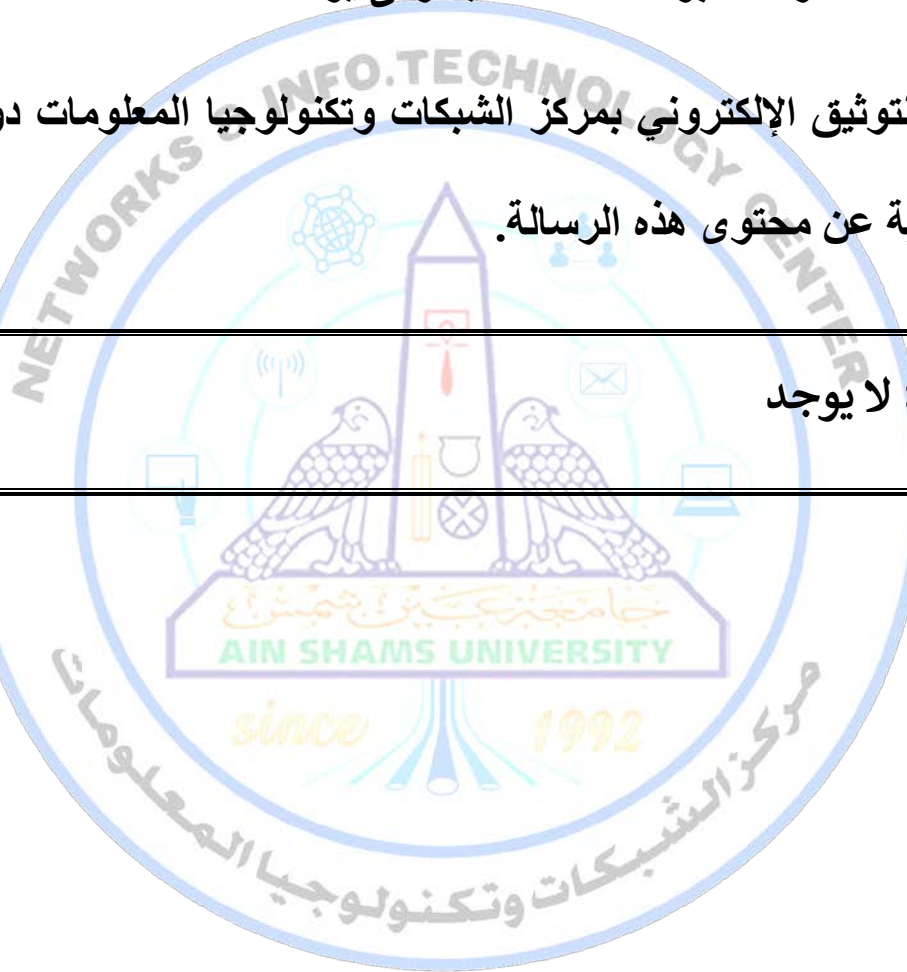 التوثيق الإلكتروني بمركز الشبكات وتكنولوجيا المعلومات
عن محتوى هذه الرسالة.
لا يوجد
NETWORKS & INFO.TECHNOLOGY CENTER
جامعة عين شمس
AIN SHAMS UNIVERSITY
since 1992
مركز الشبكات وتكنولوجيا المعلومات